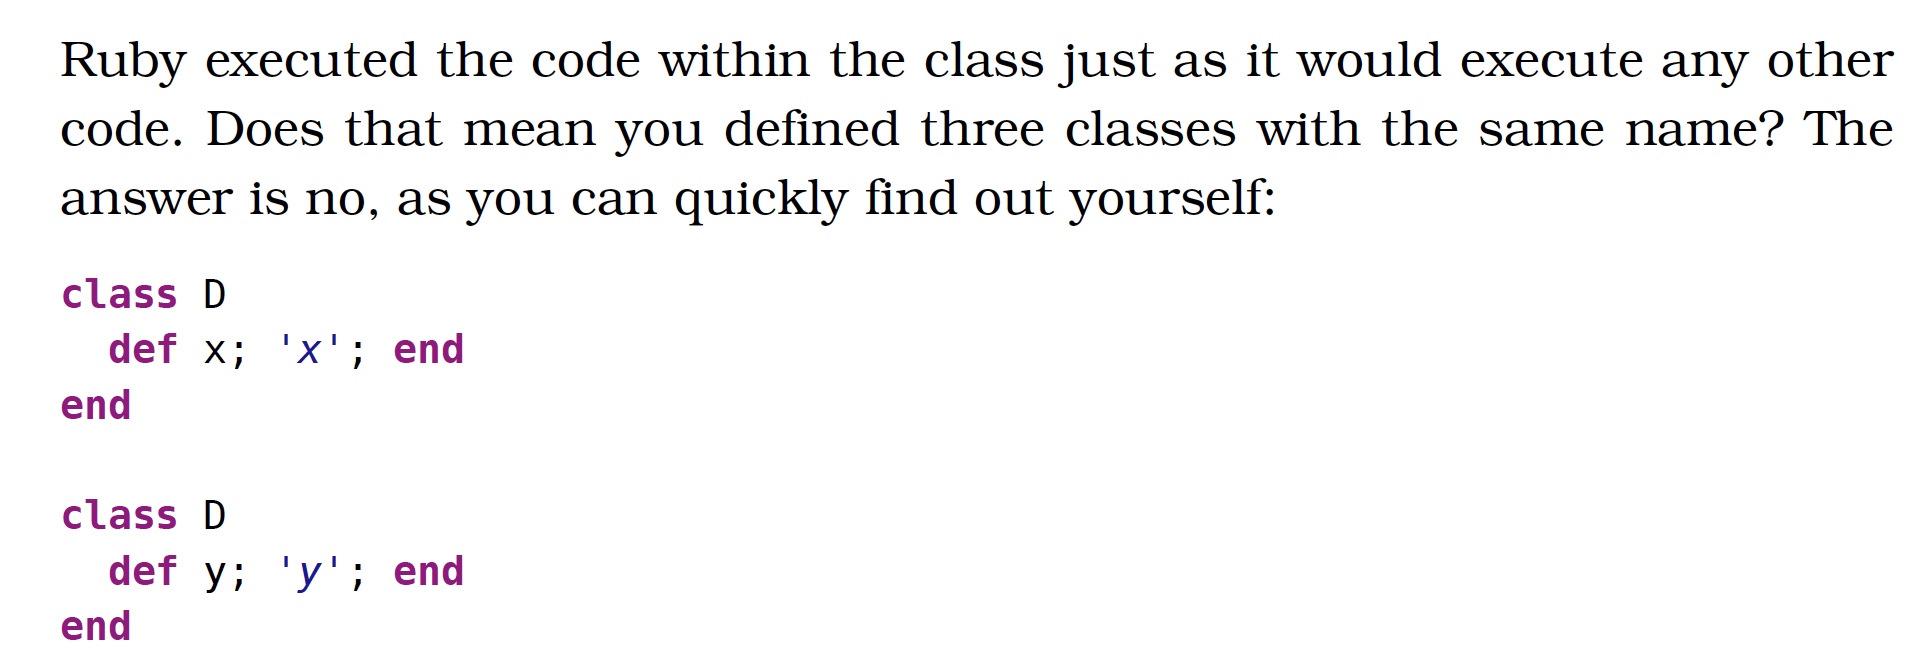 Ruby executed the code within the class just as it would execute any other
code. Does that mean you defined three classes with the same name? The
answer is no, as you can quickly find out yourself:
class D
  def x; 'x'; end
end
class D
  def y; 'y'; end
end